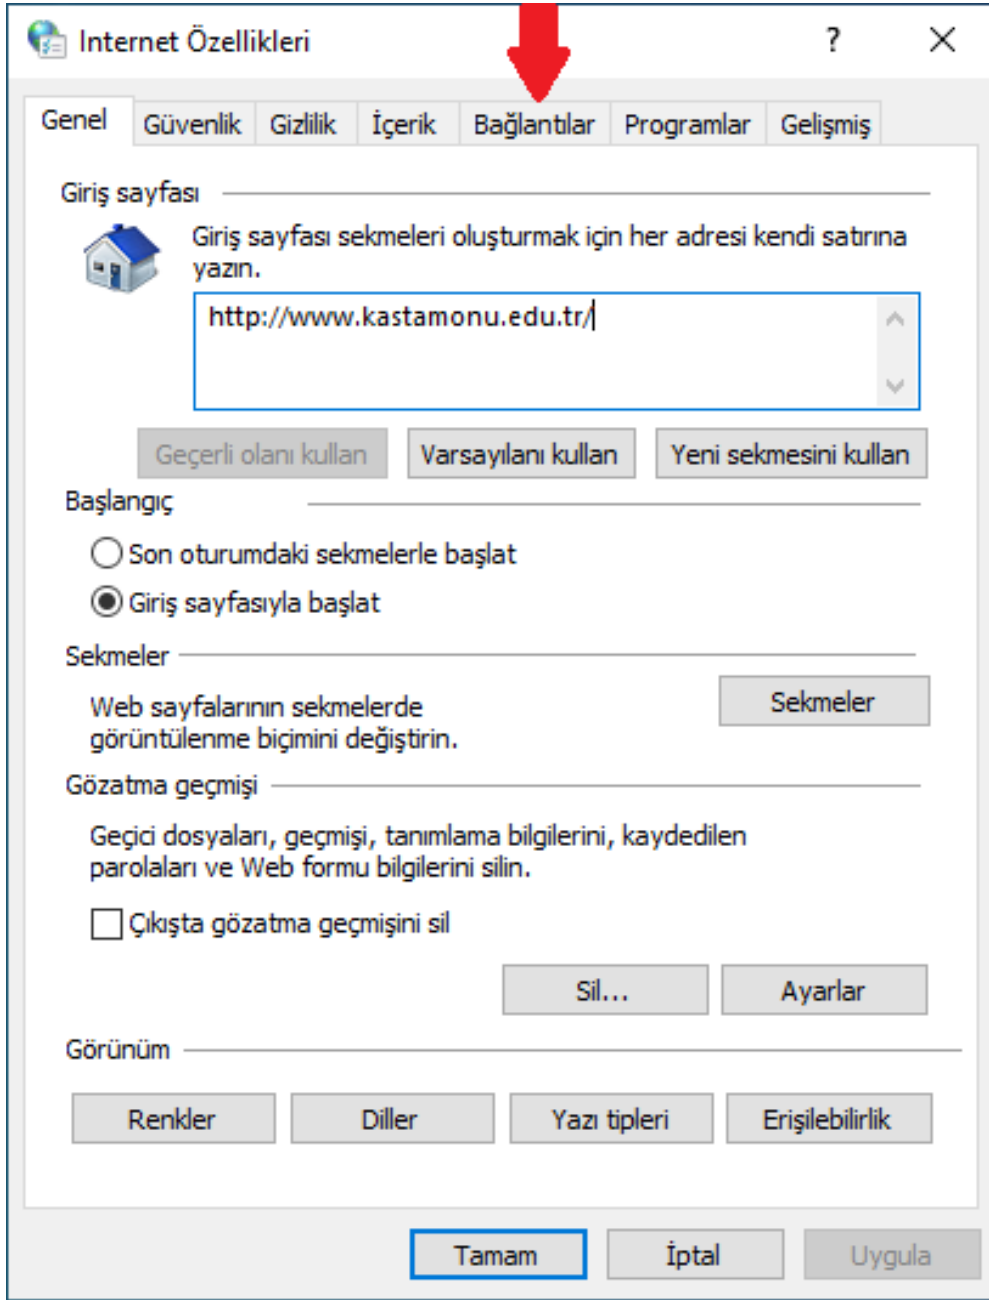 Internet Özellikleri ? ×
Genel Güvenlik Gizlilik İçerik Bağlantılar Programlar Gelişmiş
Giriş sayfası
Giriş sayfası sekmeleri oluşturmak için her adresi kendi satırına
yazın.
http://www.kastamonu.edu.tr/
Geçerli olanı kullan Varsayılanı kullan Yeni sekmesini kullan
Başlangıç
Son oturumdaki sekmelerle başlat
Giriş sayfasıyla başlat
Sekmeler
Web sayfalarının sekmelerde
görüntülenme biçimini değiştirin.
Sekmeler
Gözatma geçmişi
Geçici dosyaları, geçmişi, tanımlama bilgilerini, kaydedilen
parolaları ve Web formu bilgilerini silin.
Çıkışta gözatma geçmişini sil
Sil... Ayarlar
Görünüm
Renkler Diller Yazı tipleri Erişilebilirlik
Tamam İptal Uygula